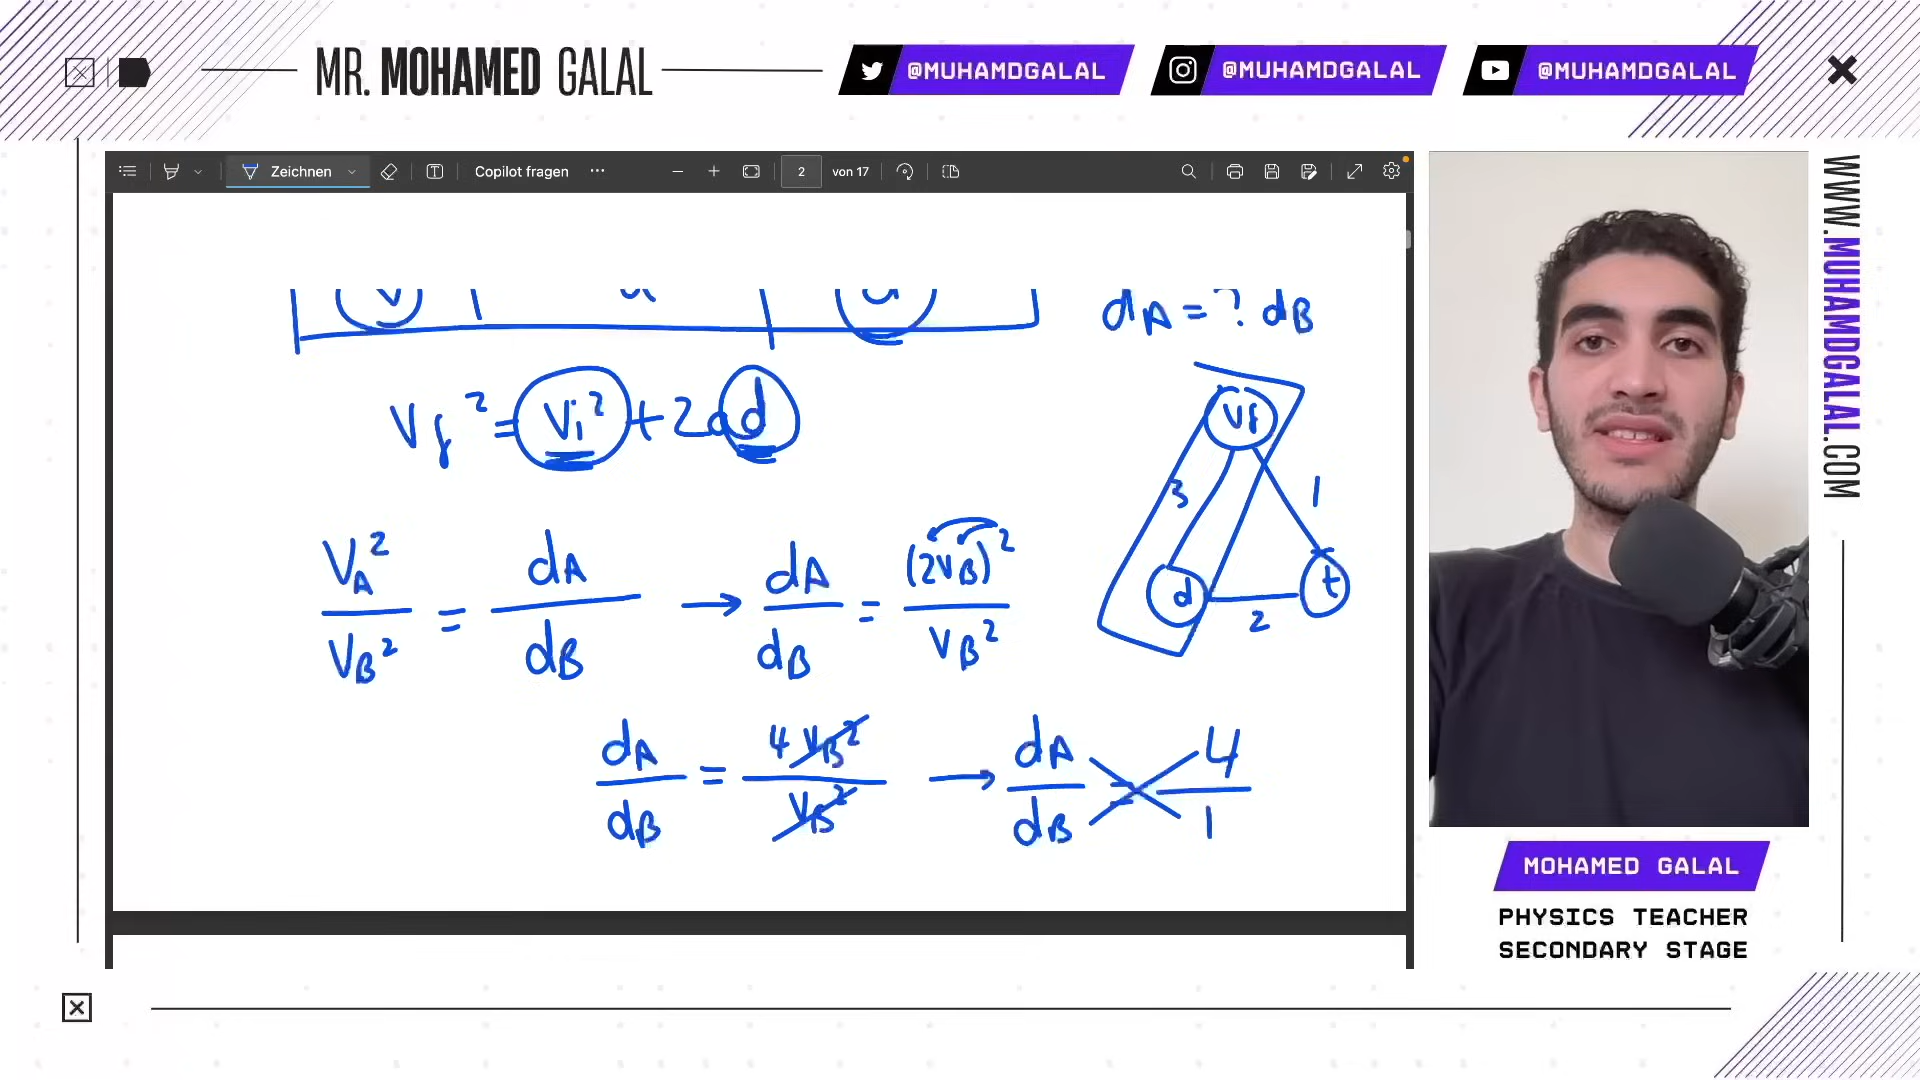 MR. MOHAMED GALAL
@MUHAMDGALAL
@MUHAMDGALAL
@MUHAMDGALAL
Zeichnen
T
Copilot fragen
2 von 17
WWW.MUHAMDGALAL.COM
dA = ? dB
Vf² = Vi² + 2ad
Vf
3
1
d
2
t
VA² / VB² = dA / dB → dA / dB = (2VB)² / VB²
dA / dB = 4VB² / VB² → dA / dB = 4 / 1
MOHAMED GALAL
PHYSICS TEACHER
SECONDARY STAGE